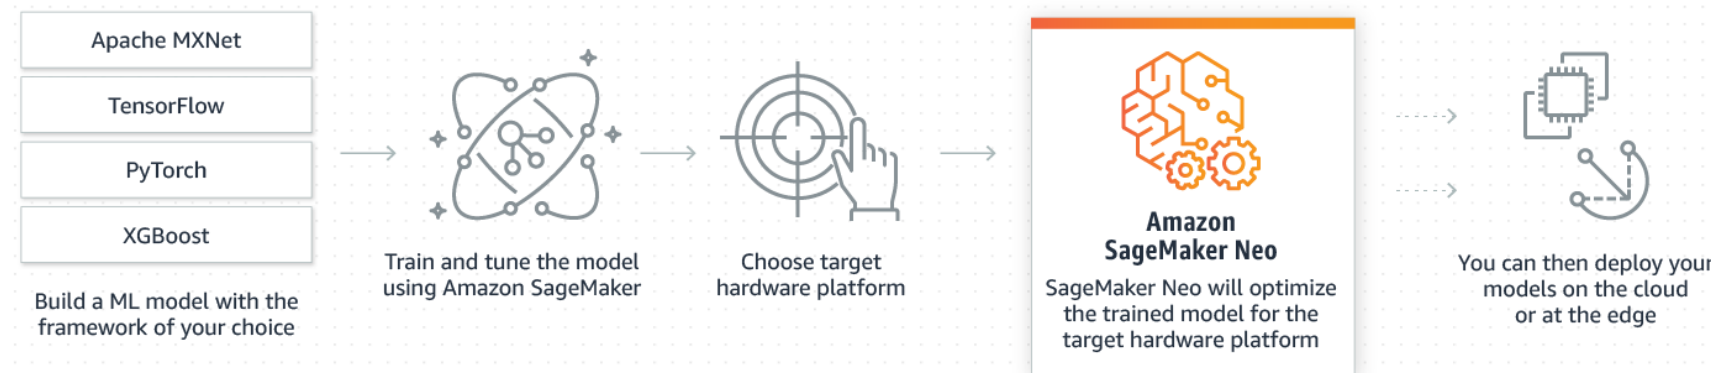 Apache MXNet
TensorFlow
PyTorch
XGBoost
Build a ML model with the
framework of your choice
Train and tune the model
using Amazon SageMaker
Choose target
hardware platform
Amazon
SageMaker Neo
SageMaker Neo will optimize
the trained model for the
target hardware platform
You can then deploy your
models on the cloud
or at the edge